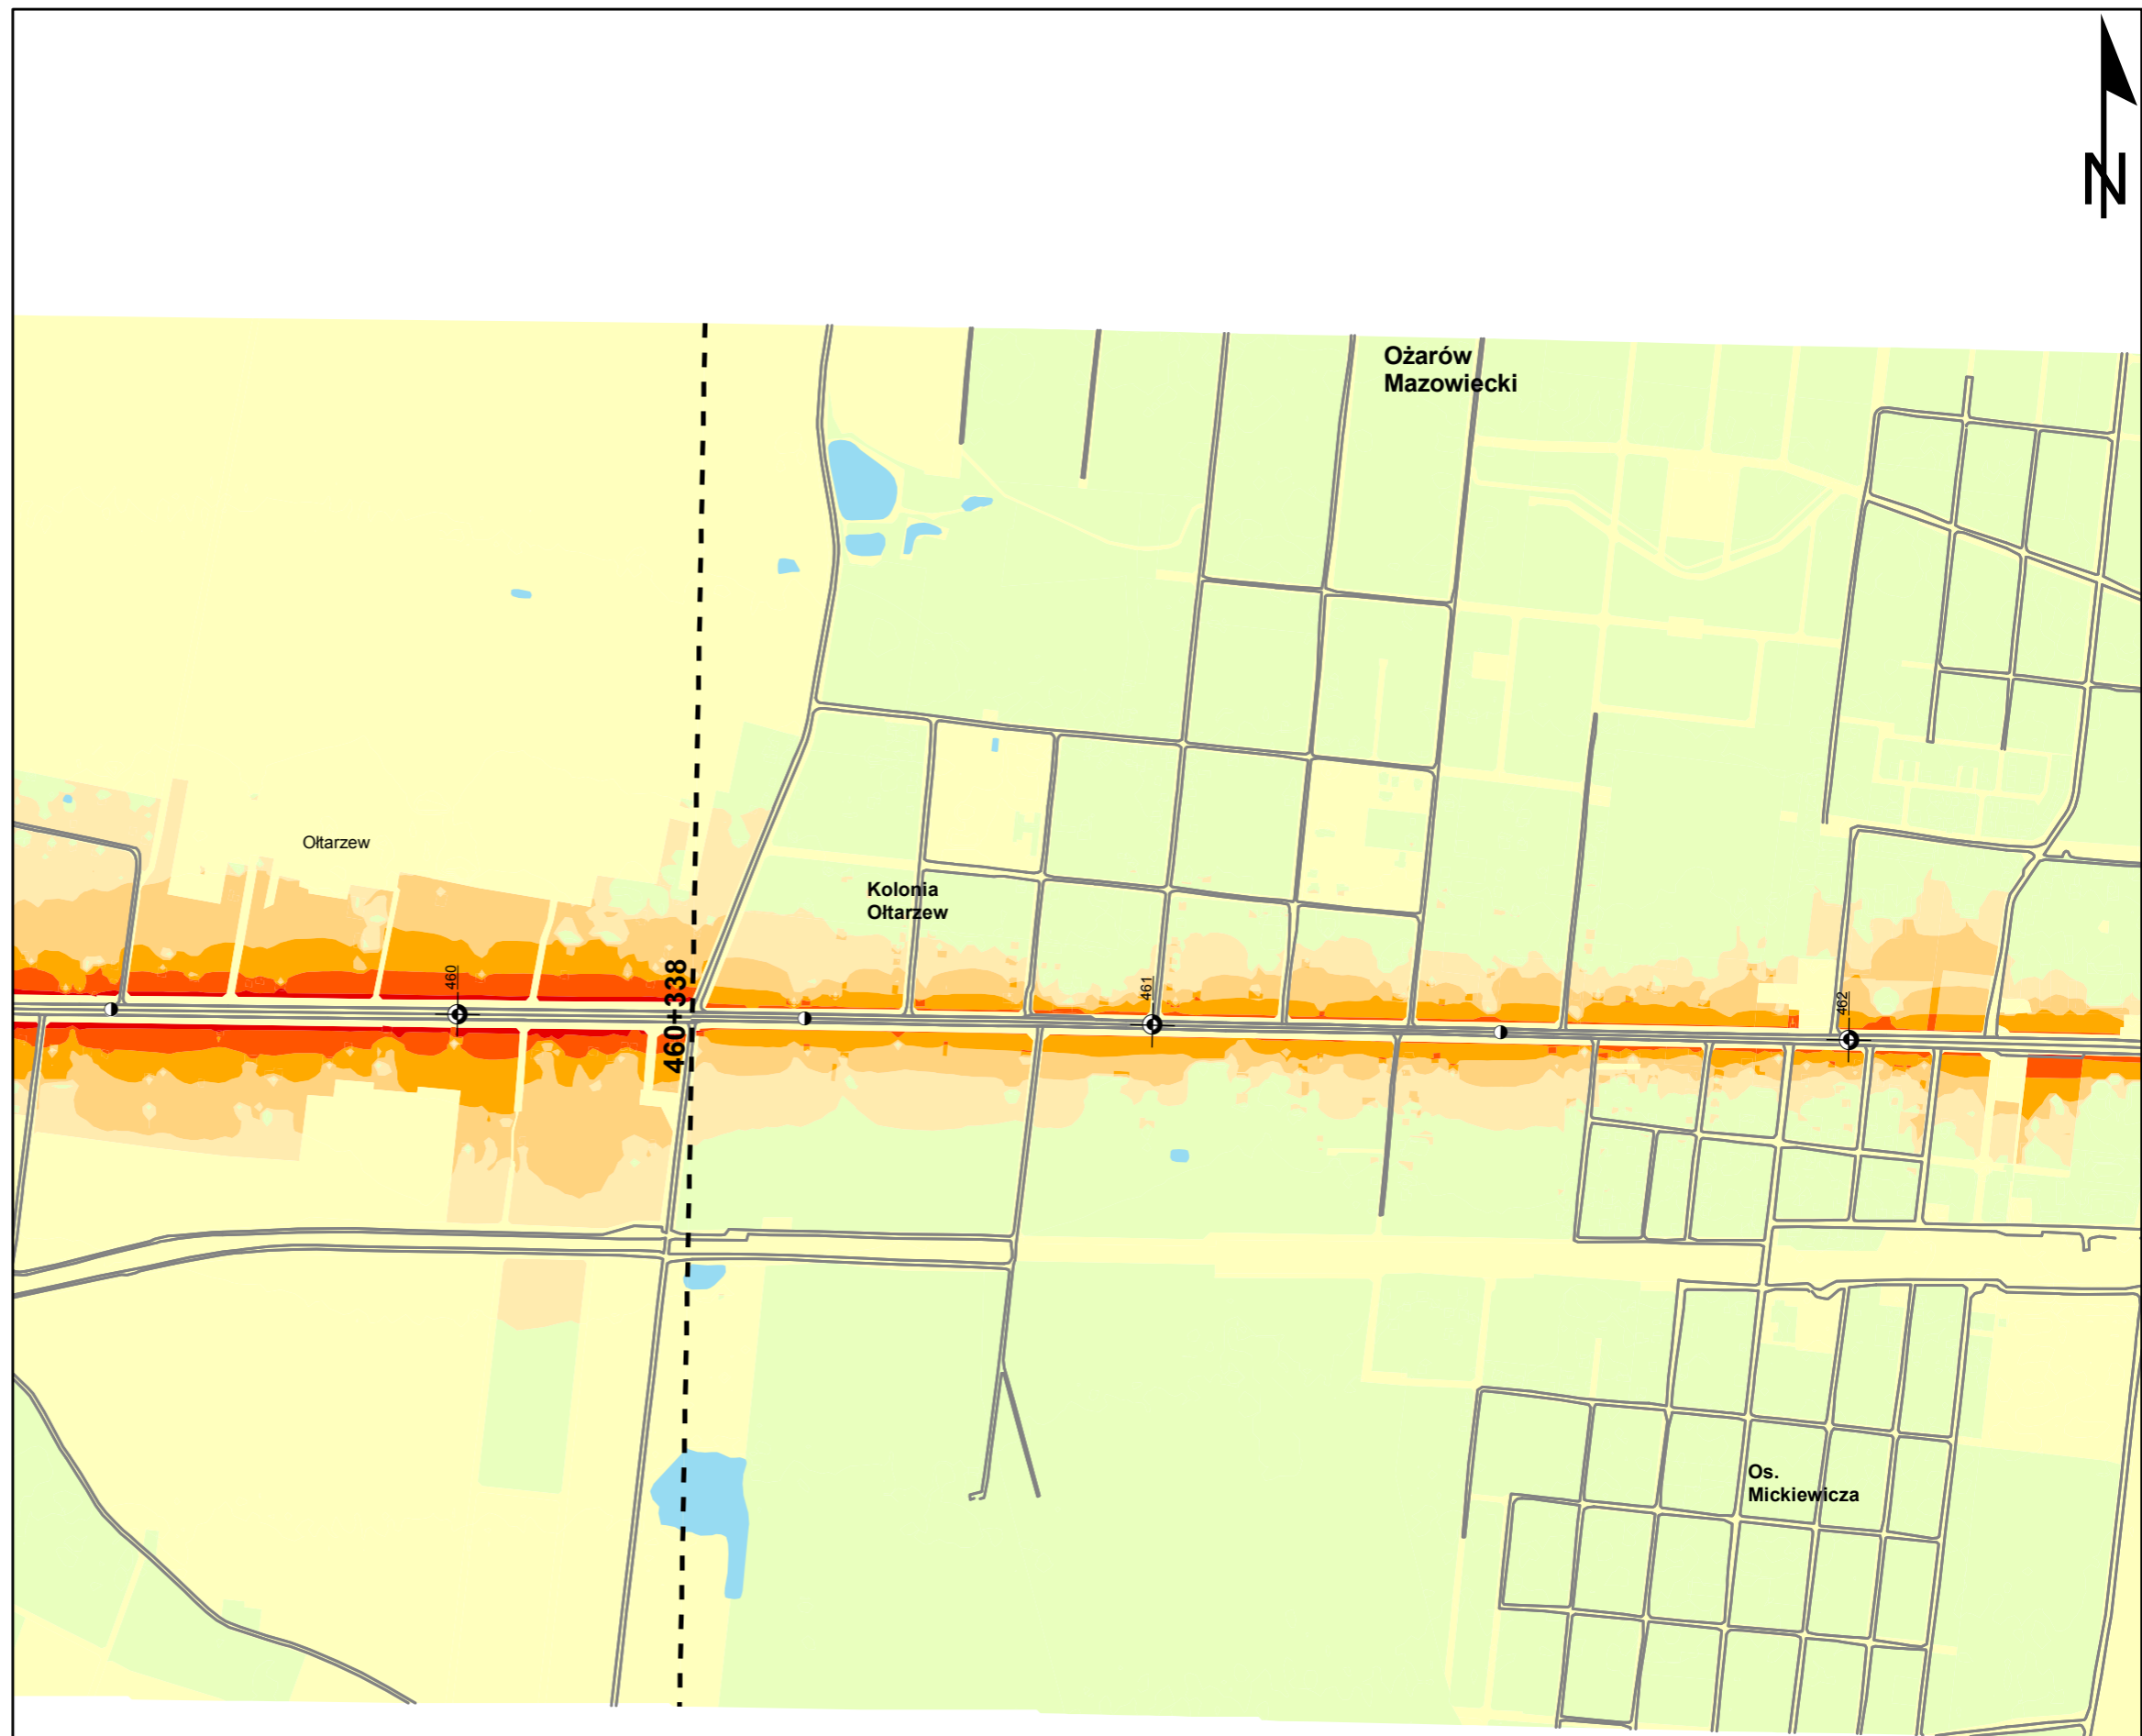 N
Ożarów
Mazowiecki
Ołtarzew
Kolonia
Ołtarzew
460
460+338
461
462
Os.
Mickiewicza